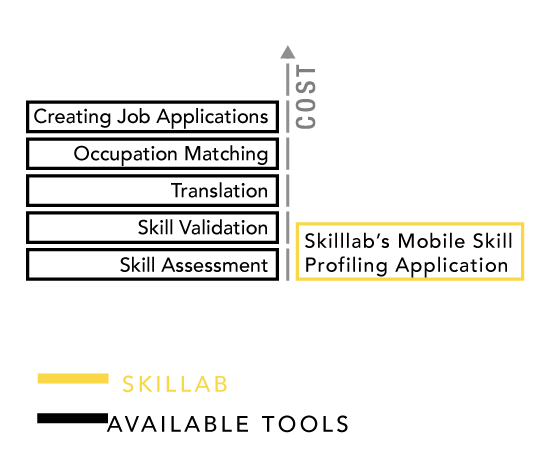 COST
Creating Job Applications
Occupation Matching
Translation
Skill Validation
Skill Assessment
Skilllab's Mobile Skill
Profiling Application
SKILLAB
AVAILABLE TOOLS